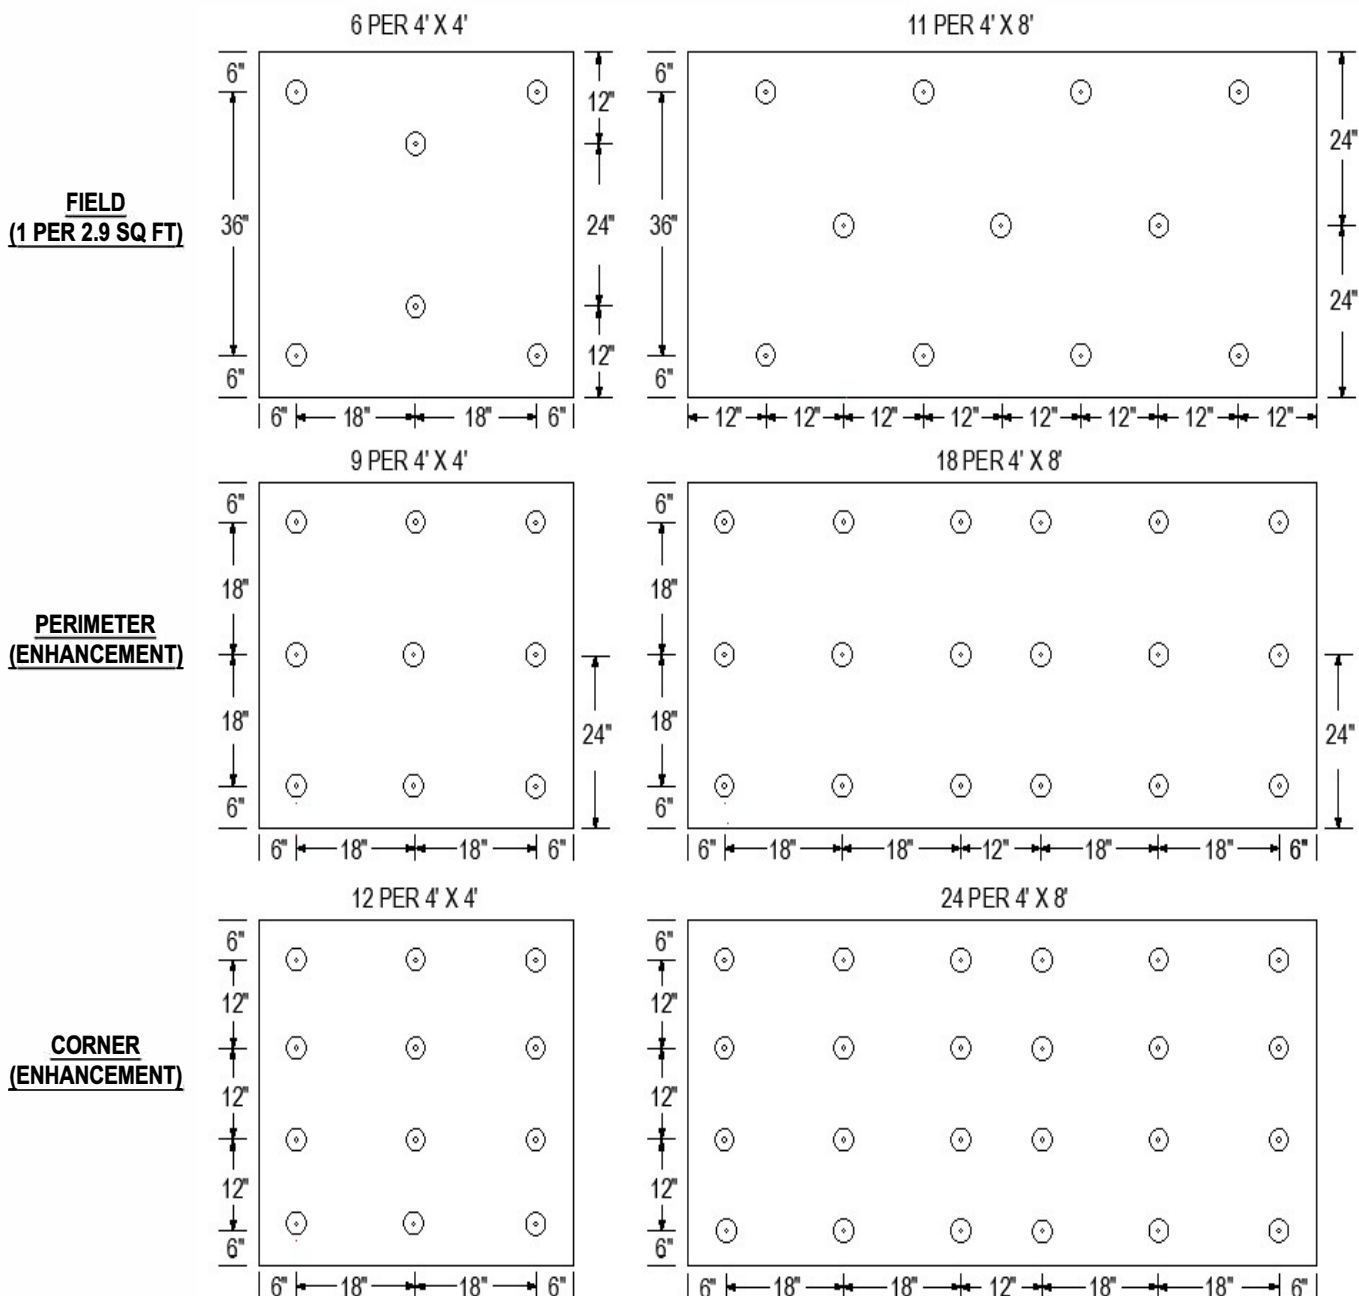 6 PER 4' X 4'
11 PER 4' X 8'
FIELD
(1 PER 2.9 SQ FT)
6"
36"
6"
12"
24"
12"
6" 18" 18" 6"
6"
36"
6"
24"
24"
12" 12" 12" 12" 12" 12" 12" 12"
9 PER 4' X 4'
18 PER 4' X 8'
PERIMETER
(ENHANCEMENT)
6"
18"
18"
6"
24"
6" 18" 18" 6"
6"
18"
18"
6"
24"
6" 18" 18" 12" 18" 18" 6"
12 PER 4' X 4'
24 PER 4' X 8'
CORNER
(ENHANCEMENT)
6"
12"
12"
12"
6"
6" 18" 18" 6"
6"
12"
12"
12"
6"
6" 18" 18" 12" 18" 18" 6"